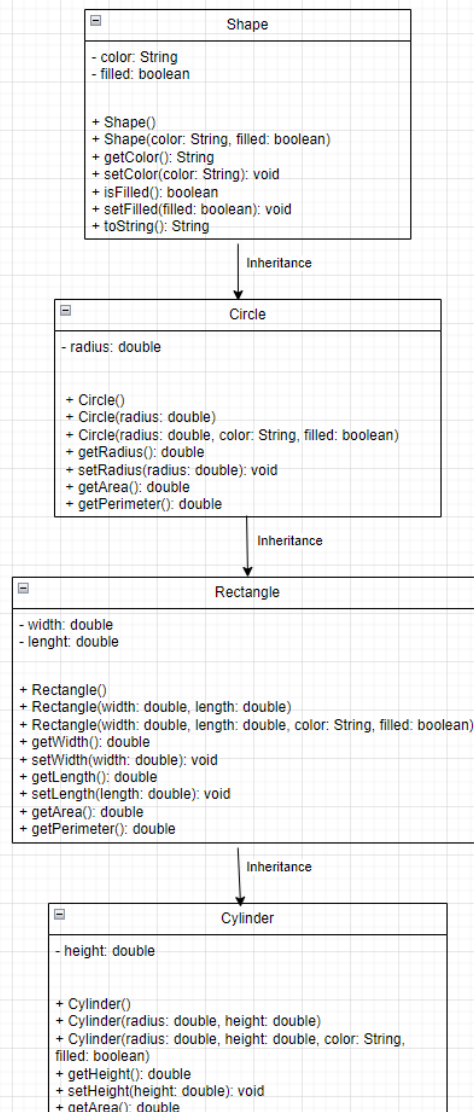 Shape
- color: String
- filled: boolean
+ Shape()
+ Shape(color: String, filled: boolean)
+ getColor(): String
+ setColor(color: String): void
+ isFilled(): boolean
+ setFilled(filled: boolean): void
+ toString(): String
Inheritance
Circle
- radius: double
+ Circle()
+ Circle(radius: double)
+ Circle(radius: double, color: String, filled: boolean)
+ getRadius(): double
+ setRadius(radius: double): void
+ getArea(): double
+ getPerimeter(): double
Inheritance
Rectangle
- width: double
- lenght: double
+ Rectangle()
+ Rectangle(width: double, length: double)
+ Rectangle(width: double, length: double, color: String, filled: boolean)
+ getWidth(): double
+ setWidth(width: double): void
+ getLength(): double
+ setLength(length: double): void
+ getArea(): double
+ getPerimeter(): double
Inheritance
Cylinder
- height: double
+ Cylinder()
+ Cylinder(radius: double, height: double)
+ Cylinder(radius: double, height: double, color: String,
filled: boolean)
+ getHeight(): double
+ setHeight(height: double): void
+ getArea(): double